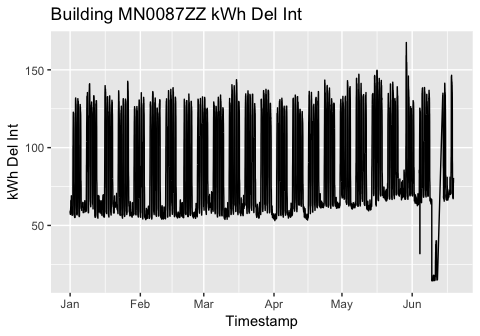 Building MN0087ZZ kWh Del Int
kWh Del Int
150
100
50
Jan Feb Mar Apr May Jun
Timestamp